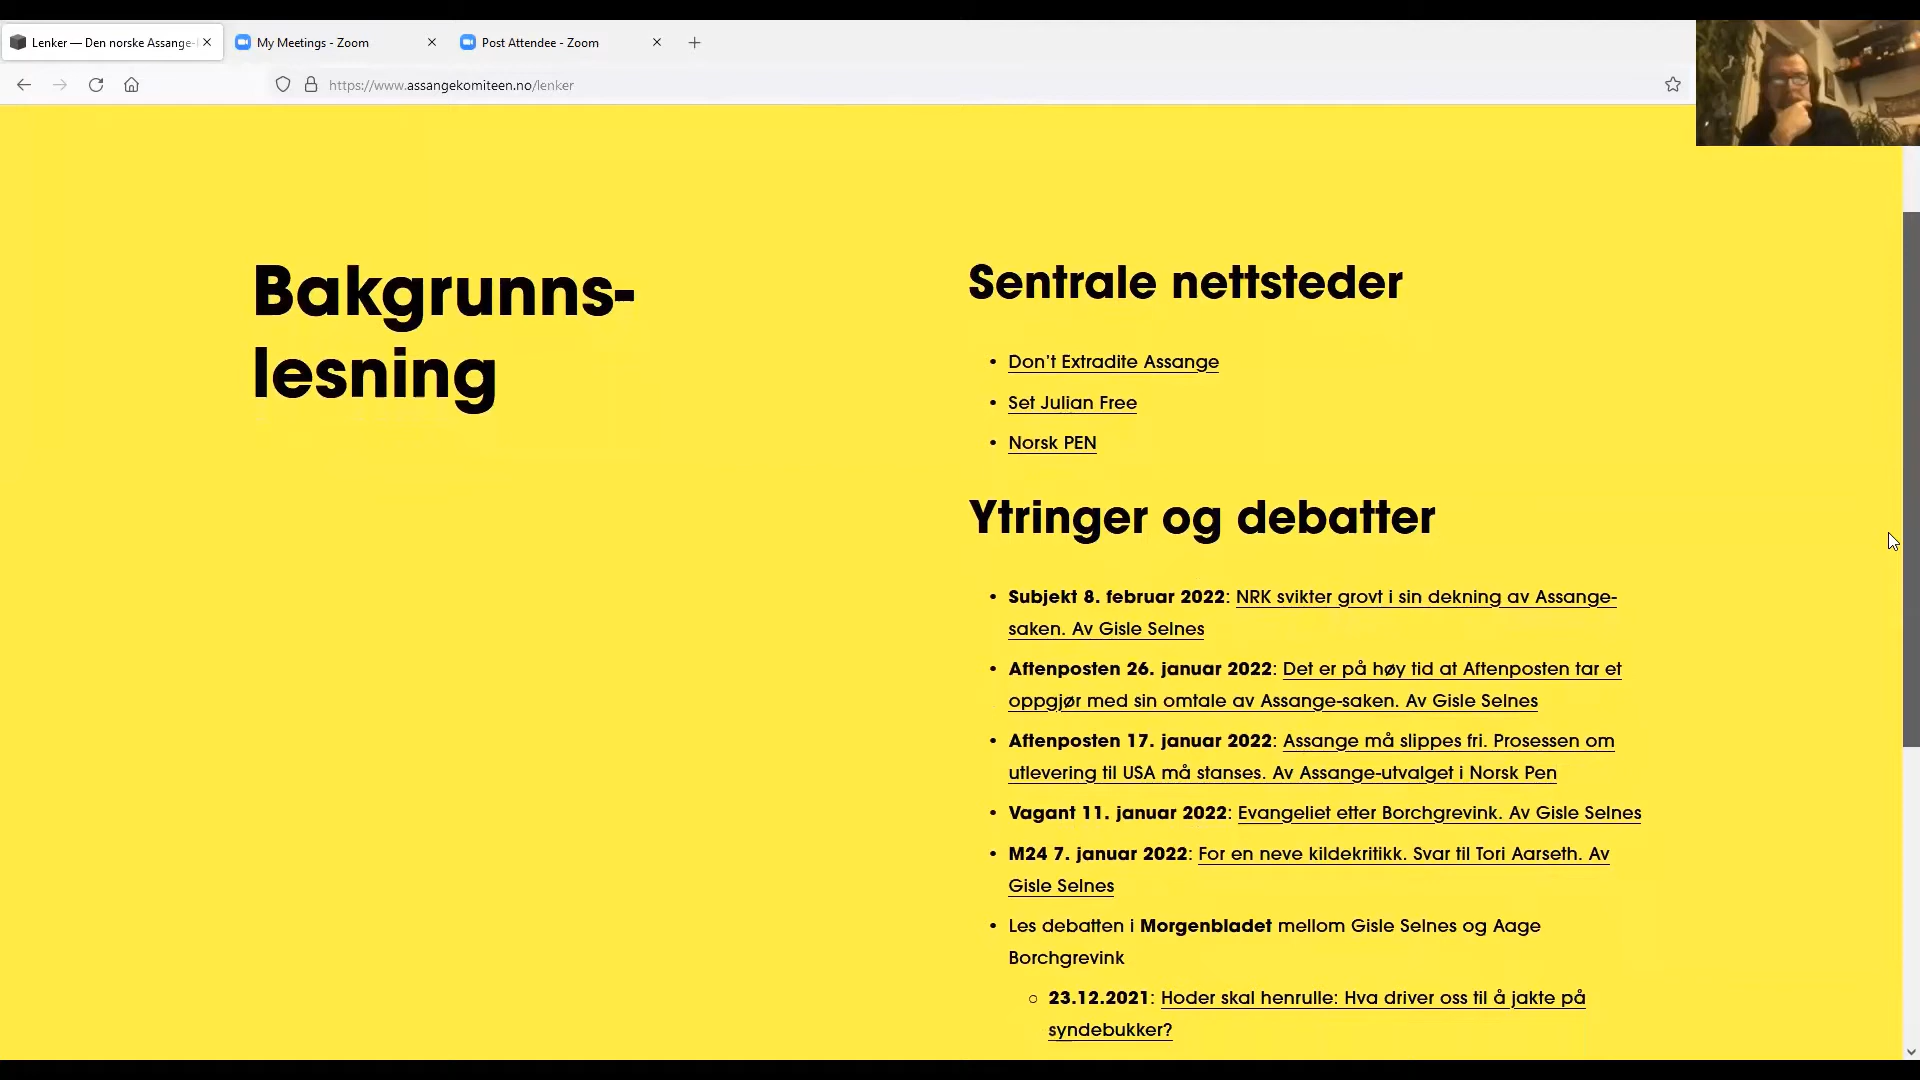 Lenker — Den norske Assange-
My Meetings - Zoom
Post Attendee - Zoom
https://www.assangekomiteen.no/lenker
Bakgrunns-
lesning
Sentrale nettsteder
• Don’t Extradite Assange
• Set Julian Free
• Norsk PEN
Ytringer og debatter
• Subjekt 8. februar 2022: NRK svikter grovt i sin dekning av Assange-
saken. Av Gisle Selnes
• Aftenposten 26. januar 2022: Det er på høy tid at Aftenposten tar et
oppgjør med sin omtale av Assange-saken. Av Gisle Selnes
• Aftenposten 17. januar 2022: Assange må slippes fri. Prosessen om
utlevering til USA må stanses. Av Assange-utvalget i Norsk Pen
• Vagant 11. januar 2022: Evangeliet etter Borchgrevink. Av Gisle Selnes
• M24 7. januar 2022: For en neve kildekritikk. Svar til Tori Aarseth. Av
Gisle Selnes
• Les debatten i Morgenbladet mellom Gisle Selnes og Aage
Borchgrevink
○ 23.12.2021: Hoder skal henrulle: Hva driver oss til å jakte på
syndebukker?